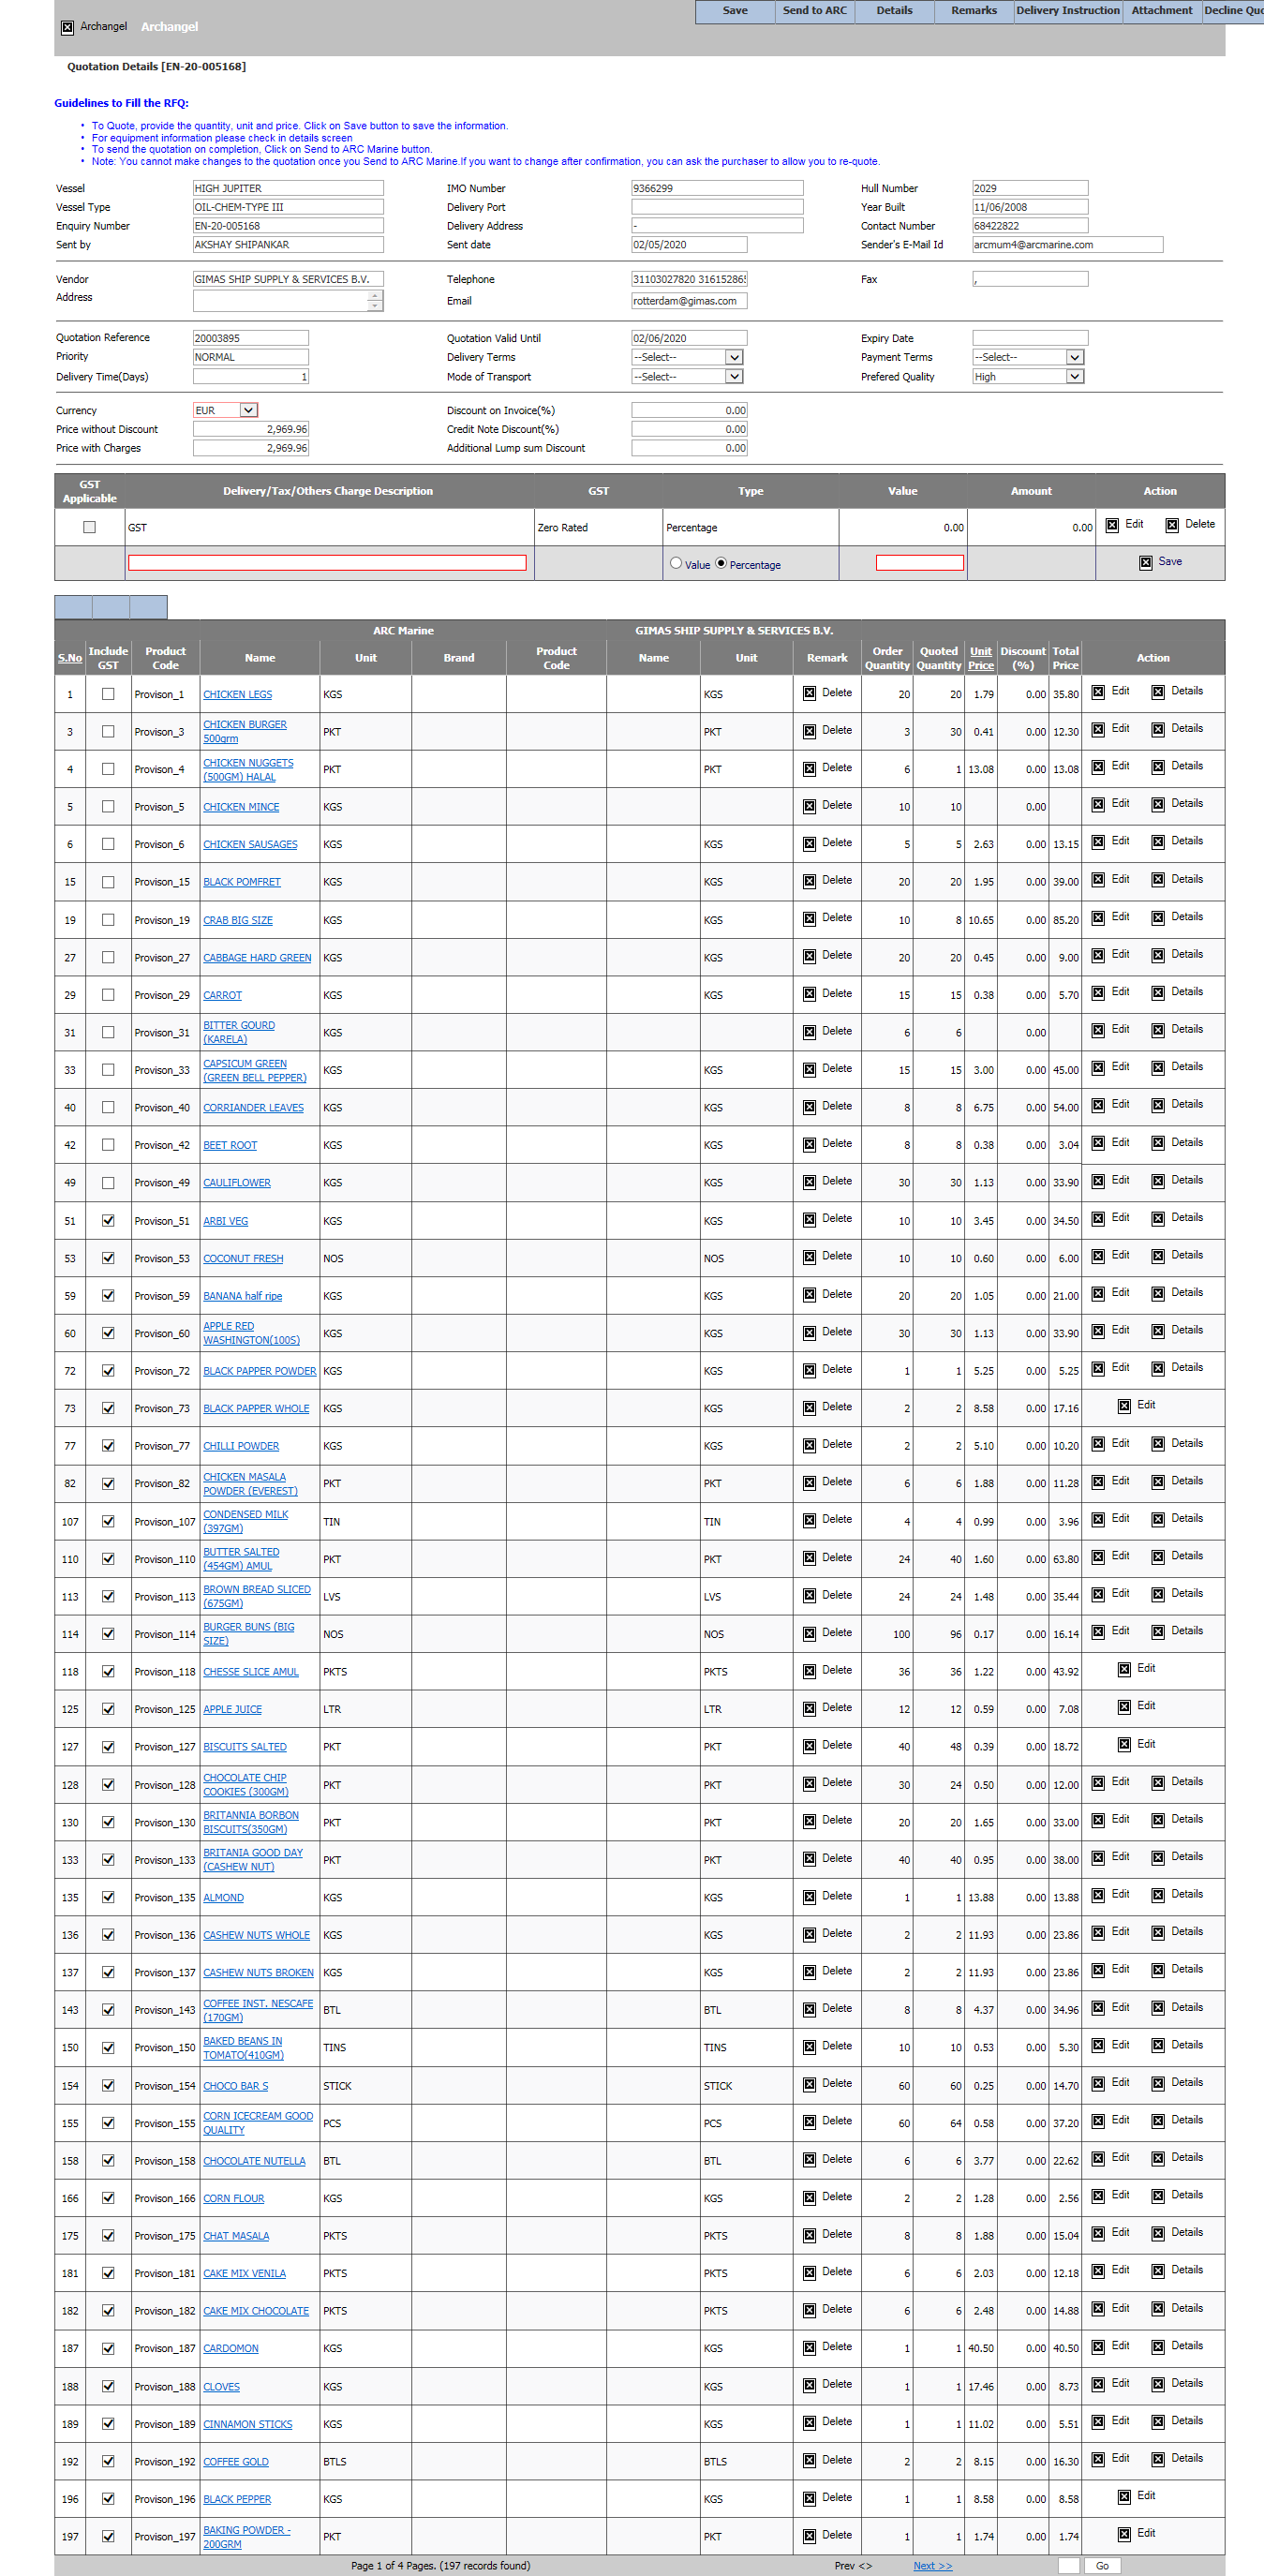 Save Send to ARC Details Remarks Delivery Instruction Attachment Decline Quo
Archangel Archangel
Quotation Details [EN-20-005168]
Guidelines to Fill the RFQ:
• To Quote, provide the quantity, unit and price. Click on Save button to save the information.
• For equipment information please check in details screen
• To send the quotation on completion, Click on Send to ARC Marine button.
• Note: You cannot make changes to the quotation once you Send to ARC Marine.If you want to change after confirmation, you can ask the purchaser to allow you to re-quote.
Vessel HIGH JUPITER IMO Number 9366299 Hull Number 2029
Vessel Type OIL-CHEM-TYPE III Delivery Port Year Built 11/06/2008
Enquiry Number EN-20-005168 Delivery Address - Contact Number 68422822
Sent by AKSHAY SHIPANKAR Sent date 02/05/2020 Sender's E-Mail Id arcmum4@arcmarine.com
Vendor GIMAS SHIP SUPPLY & SERVICES B.V. Telephone 31103027820 31615286 Fax ,
Address Email rotterdam@gimas.com
Quotation Reference 20003895 Quotation Valid Until 02/06/2020 Expiry Date
Priority NORMAL Delivery Terms --Select-- Payment Terms --Select--
Delivery Time(Days) 1 Mode of Transport --Select-- Prefered Quality High
Currency EUR Discount on Invoice(%) 0.00
Price without Discount 2,969.96 Credit Note Discount(%) 0.00
Price with Charges 2,969.96 Additional Lump sum Discount 0.00
GST Applicable Delivery/Tax/Others Charge Description GST Type Value Amount Action
GST Zero Rated Percentage 0.00 0.00 Edit Delete
Value Percentage Save
ARC Marine GIMAS SHIP SUPPLY & SERVICES B.V.
S.No Include GST Product Code Name Unit Brand Product Code Name Unit Remark Order Quantity Quoted Quantity Unit Price Discount (%) Total Price Action
1 Provison_1 CHICKEN LEGS KGS KGS Delete 20 20 1.79 0.00 35.80 Edit Details
3 Provison_3 CHICKEN BURGER 500grm PKT PKT Delete 3 30 0.41 0.00 12.30 Edit Details
4 Provison_4 CHICKEN NUGGETS (500GM) HALAL PKT PKT Delete 6 1 13.08 0.00 13.08 Edit Details
5 Provison_5 CHICKEN MINCE KGS Delete 10 10 0.00 Edit Details
6 Provison_6 CHICKEN SAUSAGES KGS KGS Delete 5 5 2.63 0.00 13.15 Edit Details
15 Provison_15 BLACK POMFRET KGS KGS Delete 20 20 1.95 0.00 39.00 Edit Details
19 Provison_19 CRAB BIG SIZE KGS KGS Delete 10 8 10.65 0.00 85.20 Edit Details
27 Provison_27 CABBAGE HARD GREEN KGS KGS Delete 20 20 0.45 0.00 9.00 Edit Details
29 Provison_29 CARROT KGS KGS Delete 15 15 0.38 0.00 5.70 Edit Details
31 Provison_31 BITTER GOURD (KARELA) KGS Delete 6 6 0.00 Edit Details
33 Provison_33 CAPSICUM GREEN (GREEN BELL PEPPER) KGS KGS Delete 15 15 3.00 0.00 45.00 Edit Details
40 Provison_40 CORRIANDER LEAVES KGS KGS Delete 8 8 6.75 0.00 54.00 Edit Details
42 Provison_42 BEET ROOT KGS KGS Delete 8 8 0.38 0.00 3.04 Edit Details
49 Provison_49 CAULIFLOWER KGS KGS Delete 30 30 1.13 0.00 33.90 Edit Details
51 Provison_51 ARBI VEG KGS KGS Delete 10 10 3.45 0.00 34.50 Edit Details
53 Provison_53 COCONUT FRESH NOS NOS Delete 10 10 0.60 0.00 6.00 Edit Details
59 Provison_59 BANANA half ripe KGS KGS Delete 20 20 1.05 0.00 21.00 Edit Details
60 Provison_60 APPLE RED WASHINGTON(100S) KGS KGS Delete 30 30 1.13 0.00 33.90 Edit Details
72 Provison_72 BLACK PAPPER POWDER KGS KGS Delete 1 1 5.25 0.00 5.25 Edit Details
73 Provison_73 BLACK PAPPER WHOLE KGS KGS Delete 2 2 8.58 0.00 17.16 Edit
77 Provison_77 CHILLI POWDER KGS KGS Delete 2 2 5.10 0.00 10.20 Edit Details
82 Provison_82 CHICKEN MASALA POWDER (EVEREST) PKT PKT Delete 6 6 1.88 0.00 11.28 Edit Details
107 Provison_107 CONDENSED MILK (397GM) TIN TIN Delete 4 4 0.99 0.00 3.96 Edit Details
110 Provison_110 BUTTER SALTED (454GM) AMUL PKT PKT Delete 24 40 1.60 0.00 63.80 Edit Details
113 Provison_113 BROWN BREAD SLICED (675GM) LVS LVS Delete 24 24 1.48 0.00 35.44 Edit Details
114 Provison_114 BURGER BUNS (BIG SIZE) NOS NOS Delete 100 96 0.17 0.00 16.14 Edit Details
118 Provison_118 CHESSE SLICE AMUL PKTS PKTS Delete 36 36 1.22 0.00 43.92 Edit
125 Provison_125 APPLE JUICE LTR LTR Delete 12 12 0.59 0.00 7.08 Edit
127 Provison_127 BISCUITS SALTED PKT PKT Delete 40 48 0.39 0.00 18.72 Edit
128 Provison_128 CHOCOLATE CHIP COOKIES (300GM) PKT PKT Delete 30 24 0.50 0.00 12.00 Edit Details
130 Provison_130 BRITANNIA BORBON BISCUITS(350GM) PKT PKT Delete 20 20 1.65 0.00 33.00 Edit Details
133 Provison_133 BRITANIA GOOD DAY (CASHEW NUT) PKT PKT Delete 40 40 0.95 0.00 38.00 Edit Details
135 Provison_135 ALMOND KGS KGS Delete 1 1 13.88 0.00 13.88 Edit Details
136 Provison_136 CASHEW NUTS WHOLE KGS KGS Delete 2 2 11.93 0.00 23.86 Edit Details
137 Provison_137 CASHEW NUTS BROKEN KGS KGS Delete 2 2 11.93 0.00 23.86 Edit Details
143 Provison_143 COFFEE INST. NESCAFE (170GM) BTL BTL Delete 8 8 4.37 0.00 34.96 Edit Details
150 Provison_150 BAKED BEANS IN TOMATO(410GM) TINS TINS Delete 10 10 0.53 0.00 5.30 Edit Details
154 Provison_154 CHOCO BAR S STICK STICK Delete 60 60 0.25 0.00 14.70 Edit Details
155 Provison_155 CORN ICECREAM GOOD QUALITY PCS PCS Delete 60 64 0.58 0.00 37.20 Edit Details
158 Provison_158 CHOCOLATE NUTELLA BTL BTL Delete 6 6 3.77 0.00 22.62 Edit Details
166 Provison_166 CORN FLOUR KGS KGS Delete 2 2 1.28 0.00 2.56 Edit Details
175 Provison_175 CHAT MASALA PKTS PKTS Delete 8 8 1.88 0.00 15.04 Edit Details
181 Provison_181 CAKE MIX VENILA PKTS PKTS Delete 6 6 2.03 0.00 12.18 Edit Details
182 Provison_182 CAKE MIX CHOCOLATE PKTS PKTS Delete 6 6 2.48 0.00 14.88 Edit Details
187 Provison_187 CARDOMON KGS KGS Delete 1 1 40.50 0.00 40.50 Edit Details
188 Provison_188 CLOVES KGS KGS Delete 1 1 17.46 0.00 8.73 Edit Details
189 Provison_189 CINNAMON STICKS KGS KGS Delete 1 1 11.02 0.00 5.51 Edit Details
192 Provison_192 COFFEE GOLD BTLS BTLS Delete 2 2 8.15 0.00 16.30 Edit Details
196 Provison_196 BLACK PEPPER KGS KGS Delete 1 1 8.58 0.00 8.58 Edit
197 Provison_197 BAKING POWDER - 200GRM PKT PKT Delete 1 1 1.74 0.00 1.74 Edit
Page 1 of 4 Pages. (197 records found) Prev <> Next >> Go